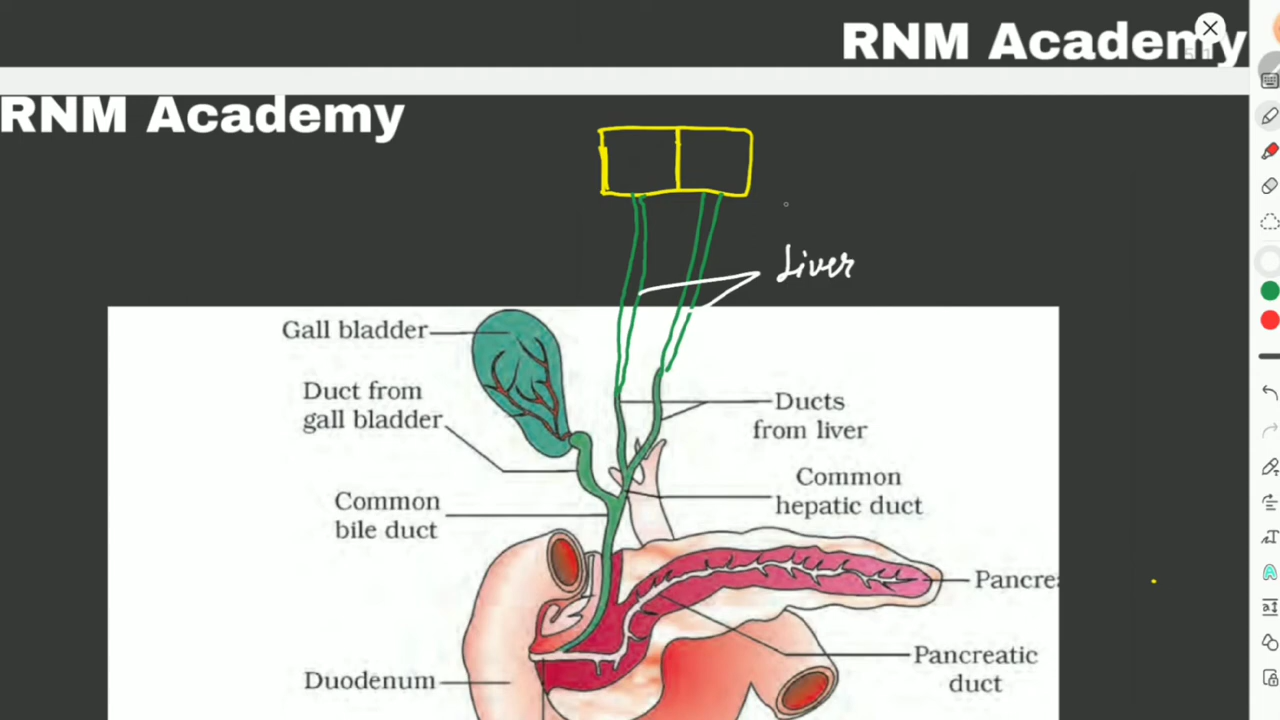 RNM Academy
RNM Academy
Liver
Gall bladder
Duct from
gall bladder
Ducts
from liver
Common
hepatic duct
Common
bile duct
Pancrea
Pancreatic
duct
Duodenum